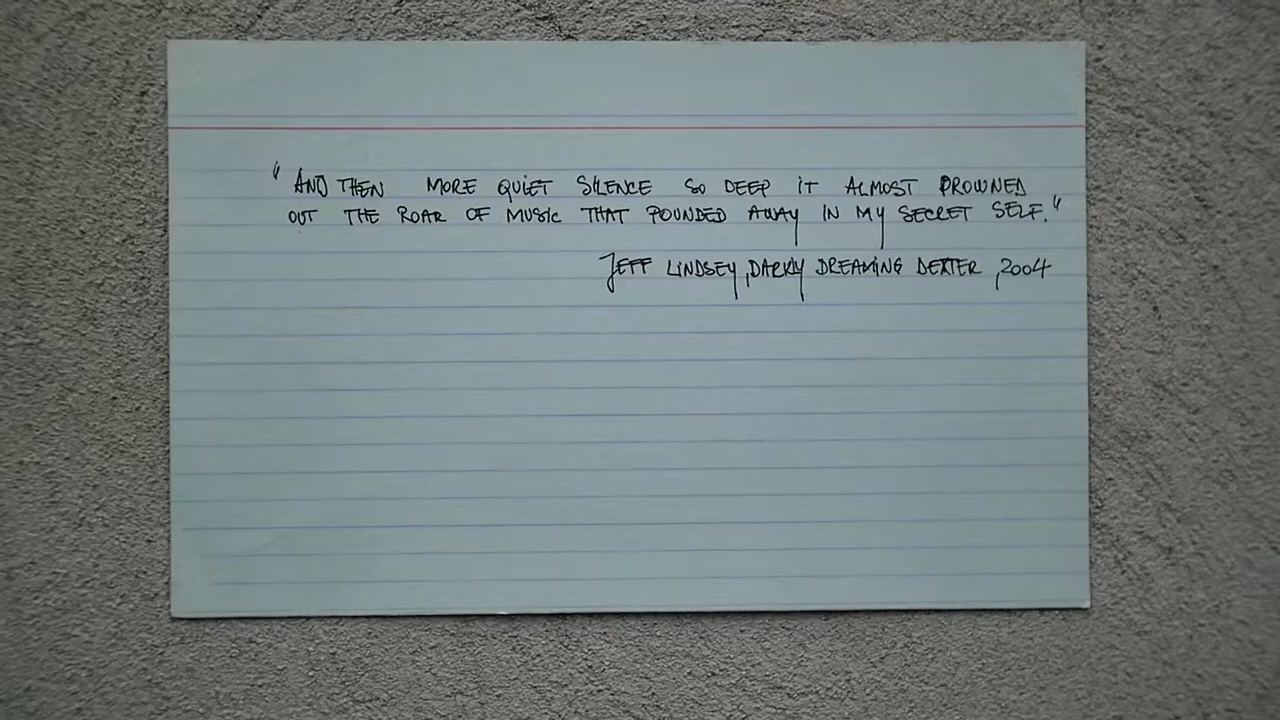 "AND THEN MORE QUIET SILENCE SO DEEP IT ALMOST DROWNED
OUT THE ROAR OF MUSIC THAT POUNDED AWAY IN MY SECRET SELF."
JEFF LINDSEY, DARKLY DREAMING DEXTER, 2004